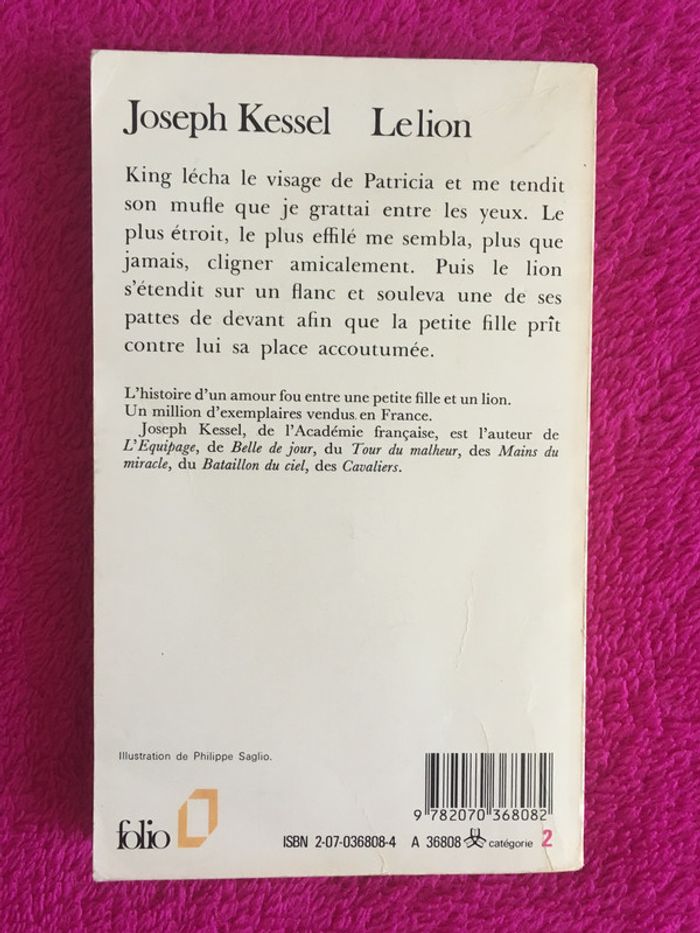 Joseph Kessel Le lion
King lécha le visage de Patricia et me tendit
son mufle que je grattai entre les yeux. Le
plus étroit, le plus effilé me sembla, plus que
jamais, cligner amicalement. Puis le lion
s'étendit sur un flanc et souleva une de ses
pattes de devant afin que la petite fille prît
contre lui sa place accoutumée.
L'histoire d'un amour fou entre une petite fille et un lion.
Un million d'exemplaires vendus en France.
Joseph Kessel, de l'Académie française, est l'auteur de
L'Equipage, de Belle de jour, du Tour du malheur, des Mains du
miracle, du Bataillon du ciel, des Cavaliers.
Illustration de Philippe Saglio.
9 782070 368082
folio
ISBN 2-07-036808-4 A 36808 catégorie 2